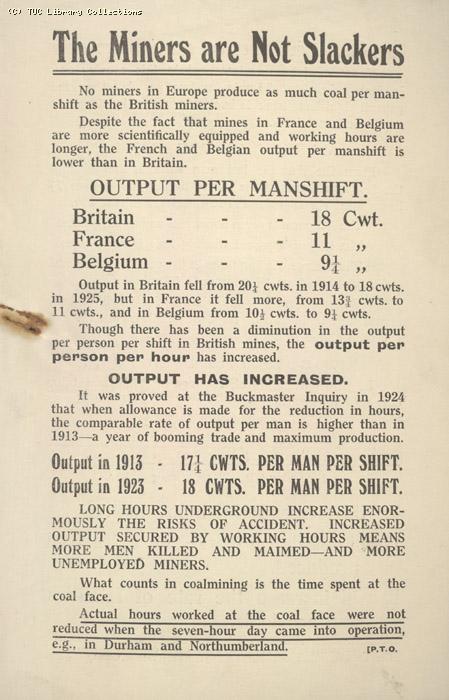 (C) TUC Library Collections
The Miners are Not Slackers
No miners in Europe produce as much coal per man-
shift as the British miners.
Despite the fact that mines in France and Belgium
are more scientifically equipped and working hours are
longer, the French and Belgian output per manshift is
lower than in Britain.
OUTPUT PER MANSHIFT.
Britain - - - 18 Cwt.
France - - - 11 „
Belgium - - - 9¼ „
Output in Britain fell from 20¼ cwts. in 1914 to 18 cwts.
in 1925, but in France it fell more, from 13¾ cwts. to
11 cwts., and in Belgium from 10½ cwts. to 9¼ cwts.
Though there has been a diminution in the output
per person per shift in British mines, the output per
person per hour has increased.
OUTPUT HAS INCREASED.
It was proved at the Buckmaster Inquiry in 1924
that when allowance is made for the reduction in hours,
the comparable rate of output per man is higher than in
1913—a year of booming trade and maximum production.
Output in 1913 - 17¼ CWTS. PER MAN PER SHIFT.
Output in 1923 - 18 CWTS. PER MAN PER SHIFT.
LONG HOURS UNDERGROUND INCREASE ENOR-
MOUSLY THE RISKS OF ACCIDENT. INCREASED
OUTPUT SECURED BY WORKING HOURS MEANS
MORE MEN KILLED AND MAIMED—AND MORE
UNEMPLOYED MINERS.
What counts in coalmining is the time spent at the
coal face.
Actual hours worked at the coal face were not
reduced when the seven-hour day came into operation,
e.g., in Durham and Northumberland.
[P.T.O.